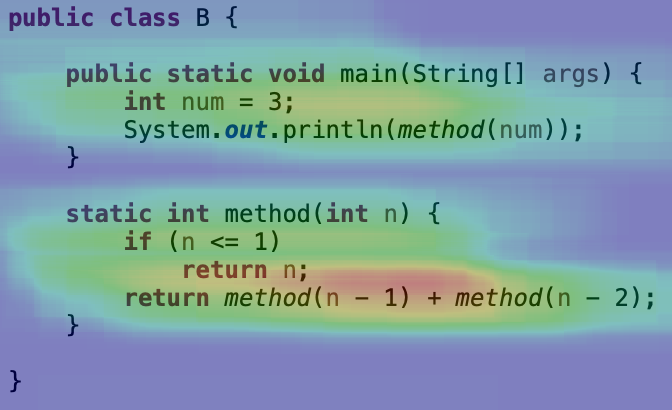 public class B {
    public static void main(String[] args) {
        int num = 3;
        System.out.println(method(num));
    }
    static int method(int n) {
        if (n <= 1)
            return n;
        return method(n - 1) + method(n - 2);
    }
}